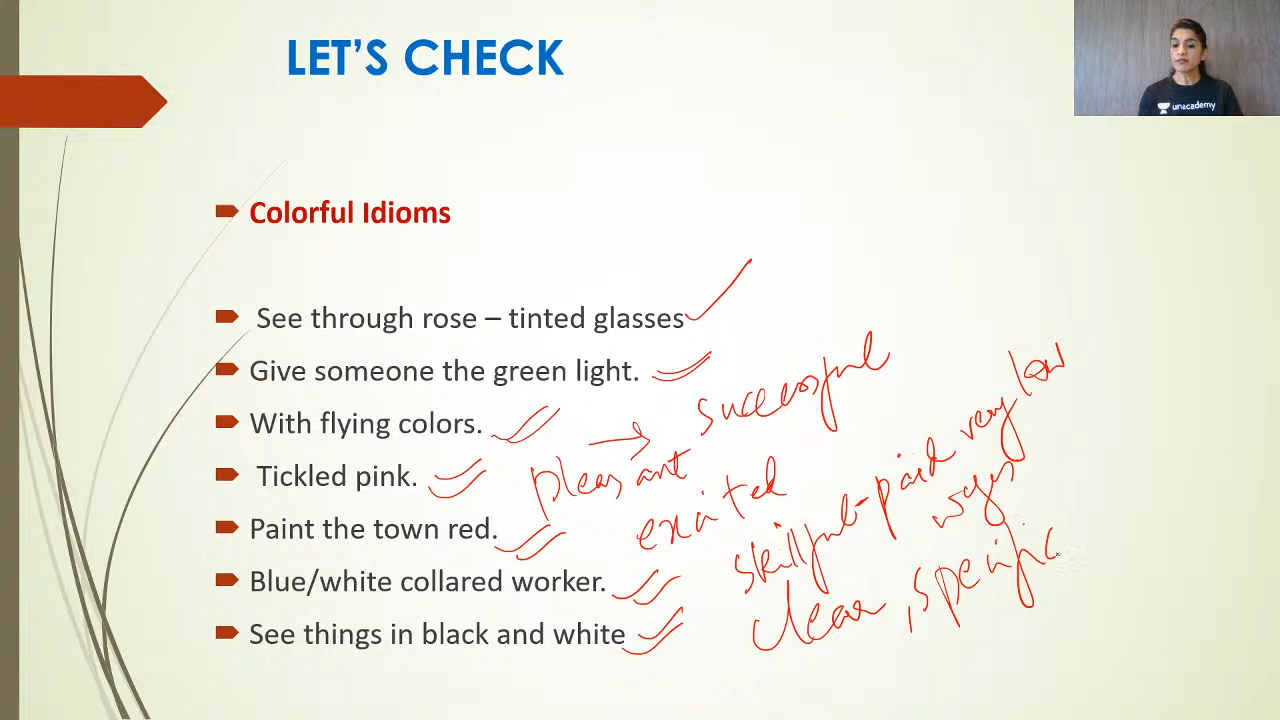 LET'S CHECK
unacademy
Colorful Idioms
See through rose – tinted glasses
Give someone the green light.
With flying colors. → successful
Tickled pink. pleasant
Paint the town red. exited
Blue/white collared worker. skillful - paid very low
wages
See things in black and white clear, specific